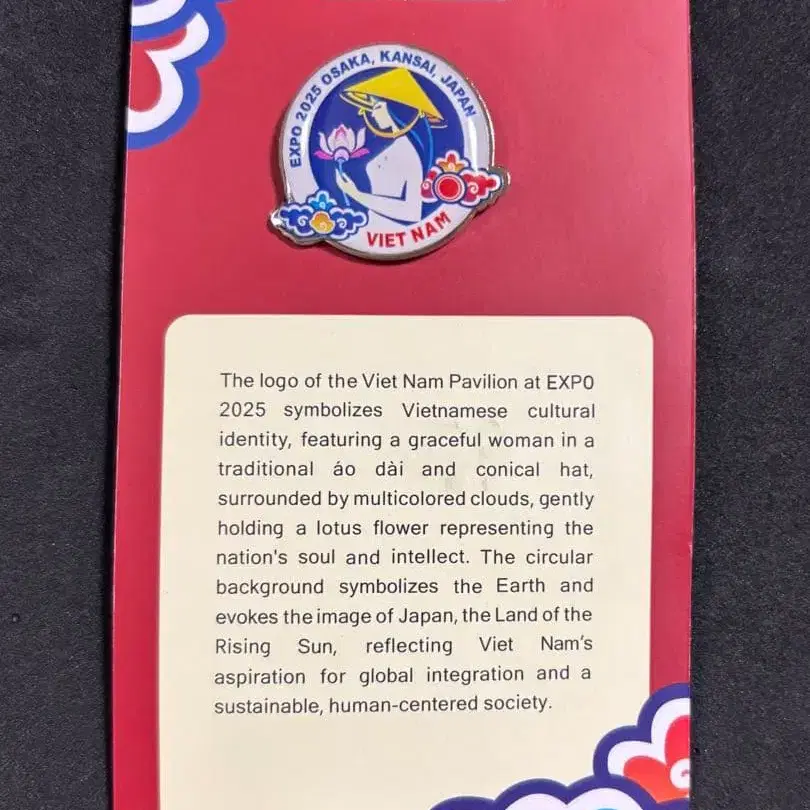 EXPO 2025 OSAKA, KANSAI, JAPAN
VIET NAM
The logo of the Viet Nam Pavilion at EXPO
2025 symbolizes Vietnamese cultural
identity, featuring a graceful woman in a
traditional áo dài and conical hat,
surrounded by multicolored clouds, gently
holding a lotus flower representing the
nation's soul and intellect. The circular
background symbolizes the Earth and
evokes the image of Japan, the Land of the
Rising Sun, reflecting Viet Nam's
aspiration for global integration and a
sustainable, human-centered society.